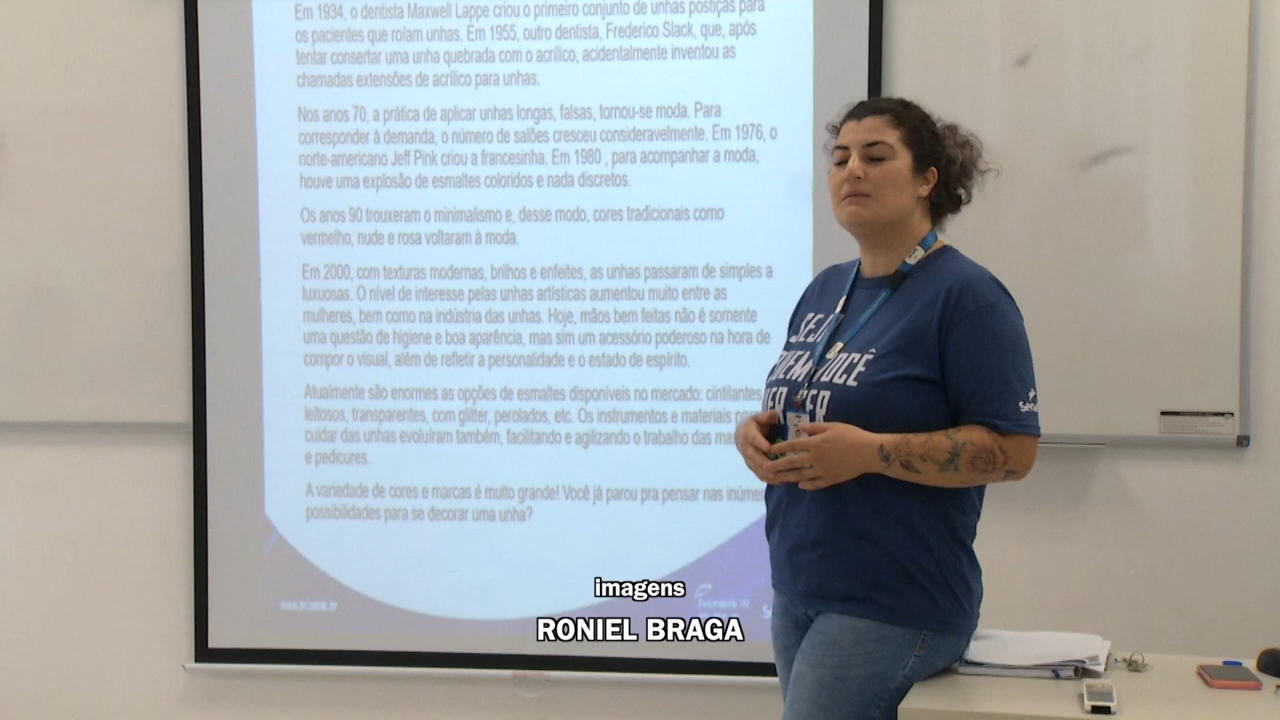 Em 1934, o dentista Maxwell Lappe criou o primeiro conjunto de unhas postiças para
os pacientes que roíam unhas. Em 1955, outro dentista, Frederico Slack, que, após
tentar consertar uma unha quebrada com o acrílico, acidentalmente inventou as
chamadas extensões de acrílico para unhas.
Nos anos 70, a prática de aplicar unhas longas, falsas, tornou-se moda. Para
corresponder à demanda, o número de salões cresceu consideravelmente. Em 1976, o
norte-americano Jeff Pink criou a francesinha. Em 1980 , para acompanhar a moda,
houve uma explosão de esmaltes coloridos e nada discretos.
Os anos 90 trouxeram o minimalismo e, desse modo, cores tradicionais como
vermelho, nude e rosa voltaram à moda.
Em 2000, com texturas modernas, brilhos e enfeites, as unhas passaram de simples a
luxuosas. O nível de interesse pelas unhas artísticas aumentou muito entre as
mulheres, bem como na indústria das unhas. Hoje, mãos bem feitas não é somente
uma questão de higiene e boa aparência, mas sim um acessório poderoso na hora de
compor o visual, além de refletir a personalidade e o estado de espírito.
Atualmente são enormes as opções de esmaltes disponíveis no mercado: cintilantes,
leitosos, transparentes, com glitter, perolados, etc. Os instrumentos e materiais
cuidar das unhas evoluíram também, facilitando e agilizando o trabalho das
e pedicures.
A variedade de cores e marcas é muito grande! Você já parou pra pensar nas
possibilidades para se decorar uma unha?
VOCÊ
imagens
RONIEL BRAGA